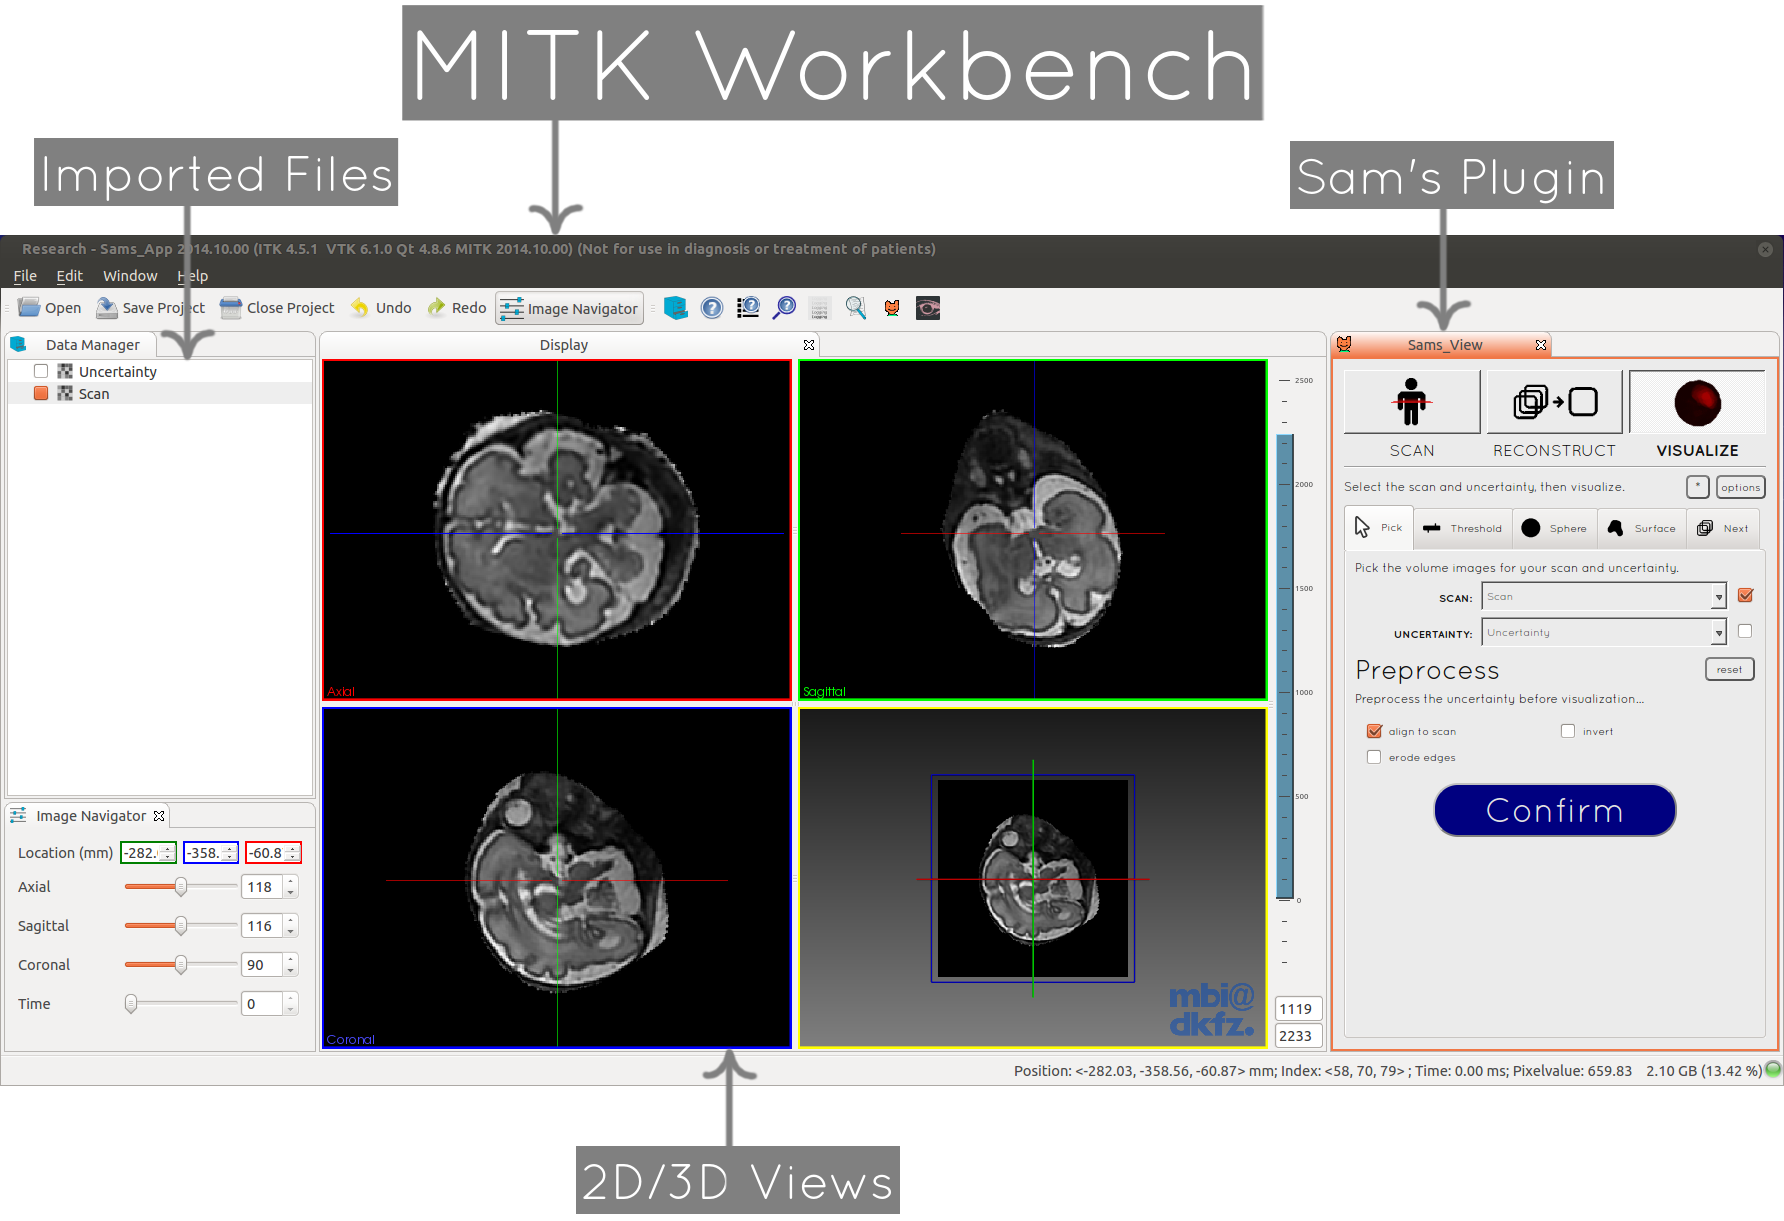 MITK Workbench
Imported Files
Sam's Plugin
Research - Sams_App 2014.10.00 (ITK 4.5.1 VTK 6.1.0 Qt 4.8.6 MITK 2014.10.00) (Not for use in diagnosis or treatment of patients)
File Edit Window Help
Open Save Project Close Project Undo Redo Image Navigator
Data Manager
Uncertainty
Scan
Display
Axial
Sagittal
Coronal
mbi@
dkfz.
2500
2000
1500
1000
500
0
1119
2233
Image Navigator
Location (mm) -282. -358. -60.8
Axial 118
Sagittal 116
Coronal 90
Time 0
Sams_View
SCAN RECONSTRUCT VISUALIZE
Select the scan and uncertainty, then visualize. * options
Pick Threshold Sphere Surface Next
Pick the volume images for your scan and uncertainty.
SCAN: Scan
UNCERTAINTY: Uncertainty
Preprocess reset
Preprocess the uncertainty before visualization...
align to scan invert
erode edges
Confirm
Position: <-282.03, -358.56, -60.87> mm; Index: <58, 70, 79> ; Time: 0.00 ms; Pixelvalue: 659.83 2.10 GB (13.42 %)
2D/3D Views